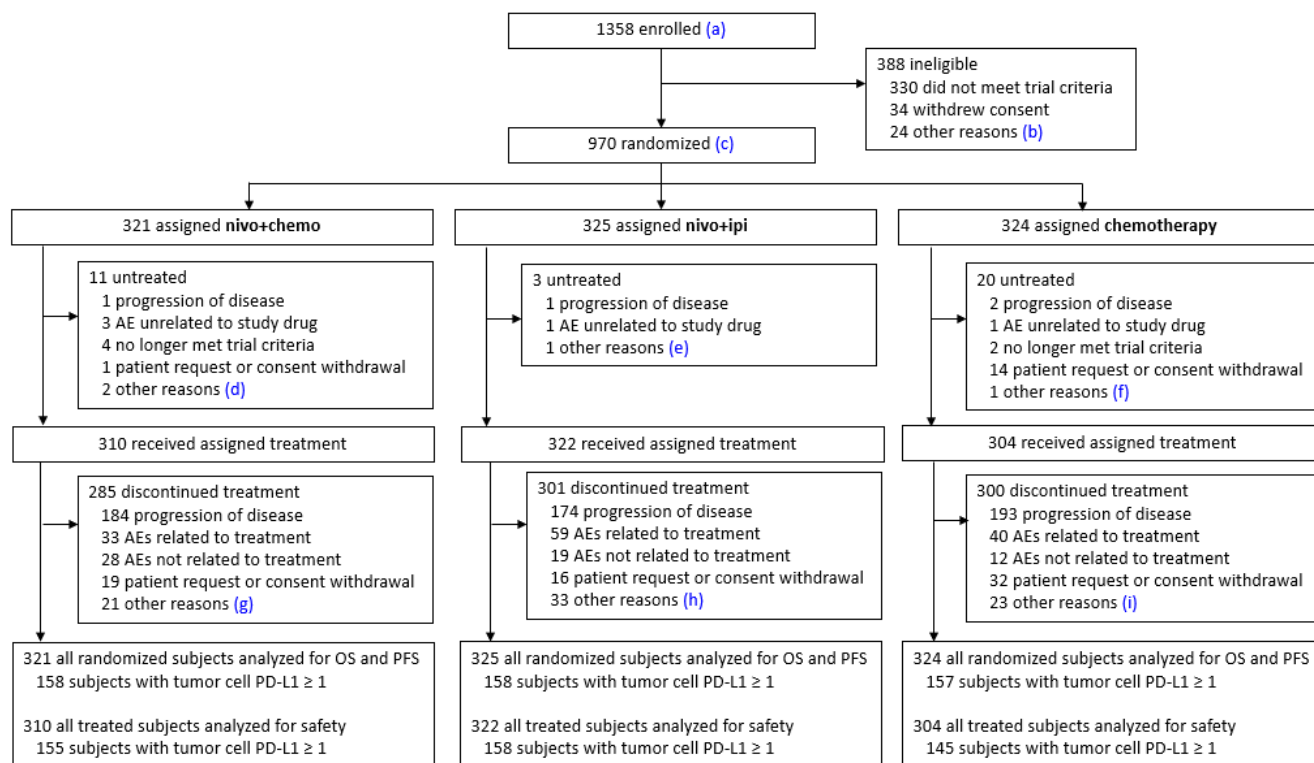 1358 enrolled (a)
388 ineligible
330 did not meet trial criteria
34 withdrew consent
24 other reasons (b)
970 randomized (c)
321 assigned nivo+chemo
325 assigned nivo+ipi
324 assigned chemotherapy
11 untreated
1 progression of disease
3 AE unrelated to study drug
4 no longer met trial criteria
1 patient request or consent withdrawal
2 other reasons (d)
3 untreated
1 progression of disease
1 AE unrelated to study drug
1 other reasons (e)
20 untreated
2 progression of disease
1 AE unrelated to study drug
2 no longer met trial criteria
14 patient request or consent withdrawal
1 other reasons (f)
310 received assigned treatment
322 received assigned treatment
304 received assigned treatment
285 discontinued treatment
184 progression of disease
33 AEs related to treatment
28 AEs not related to treatment
19 patient request or consent withdrawal
21 other reasons (g)
301 discontinued treatment
174 progression of disease
59 AEs related to treatment
19 AEs not related to treatment
16 patient request or consent withdrawal
33 other reasons (h)
300 discontinued treatment
193 progression of disease
40 AEs related to treatment
12 AEs not related to treatment
32 patient request or consent withdrawal
23 other reasons (i)
321 all randomized subjects analyzed for OS and PFS
158 subjects with tumor cell PD-L1 ≥ 1
310 all treated subjects analyzed for safety
155 subjects with tumor cell PD-L1 ≥ 1
325 all randomized subjects analyzed for OS and PFS
158 subjects with tumor cell PD-L1 ≥ 1
322 all treated subjects analyzed for safety
158 subjects with tumor cell PD-L1 ≥ 1
324 all randomized subjects analyzed for OS and PFS
157 subjects with tumor cell PD-L1 ≥ 1
304 all treated subjects analyzed for safety
145 subjects with tumor cell PD-L1 ≥ 1